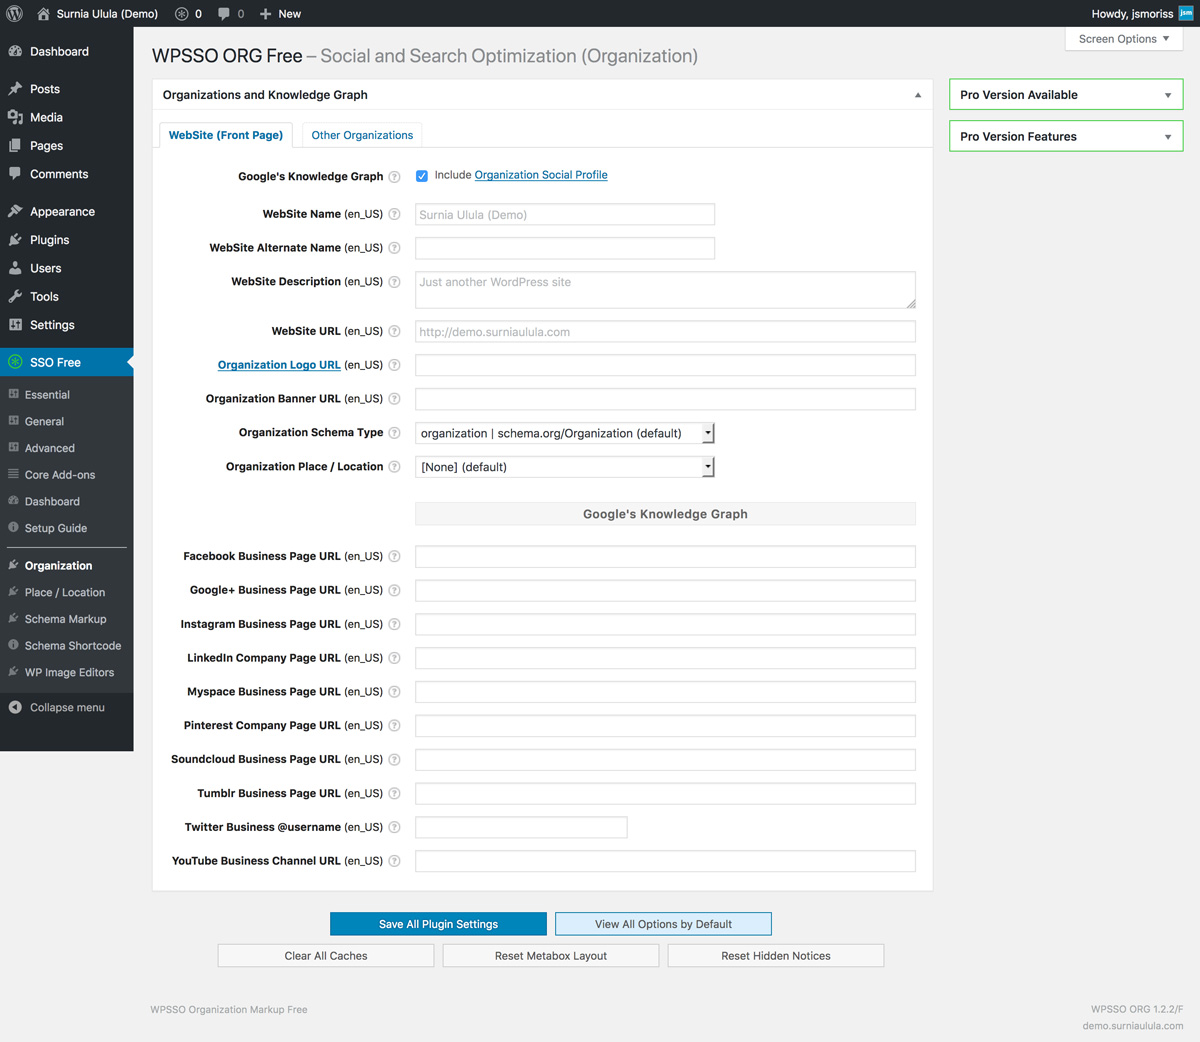 Surnia Ulula (Demo) 0 0 New Howdy, jsmoriss jsm
Screen Options
Dashboard
Posts
Media
Pages
Comments
Appearance
Plugins
Users
Tools
Settings
SSO Free
Essential
General
Advanced
Core Add-ons
Dashboard
Setup Guide
Organization
Place / Location
Schema Markup
Schema Shortcode
WP Image Editors
Collapse menu
WPSSO ORG Free – Social and Search Optimization (Organization)
Organizations and Knowledge Graph
WebSite (Front Page) Other Organizations
Google's Knowledge Graph ? Include Organization Social Profile
WebSite Name (en_US) ? Surnia Ulula (Demo)
WebSite Alternate Name (en_US) ?
WebSite Description (en_US) ? Just another WordPress site
WebSite URL (en_US) ? http://demo.surniaulula.com
Organization Logo URL (en_US) ?
Organization Banner URL (en_US) ?
Organization Schema Type ? organization | schema.org/Organization (default)
Organization Place / Location ? [None] (default)
Google's Knowledge Graph
Facebook Business Page URL (en_US) ?
Google+ Business Page URL (en_US) ?
Instagram Business Page URL (en_US) ?
LinkedIn Company Page URL (en_US) ?
Myspace Business Page URL (en_US) ?
Pinterest Company Page URL (en_US) ?
Soundcloud Business Page URL (en_US) ?
Tumblr Business Page URL (en_US) ?
Twitter Business @username (en_US) ?
YouTube Business Channel URL (en_US) ?
Save All Plugin Settings View All Options by Default
Clear All Caches Reset Metabox Layout Reset Hidden Notices
Pro Version Available
Pro Version Features
WPSSO Organization Markup Free WPSSO ORG 1.2.2/F
demo.surniaulula.com